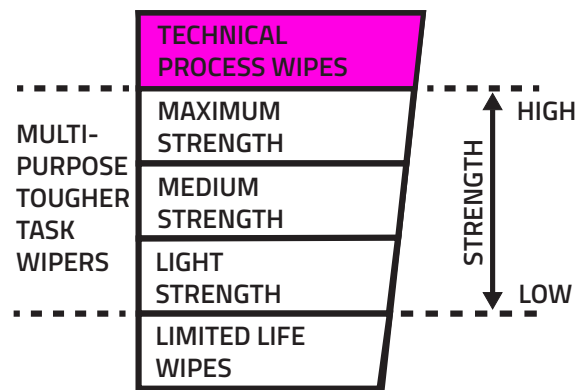 TECHNICAL
PROCESS WIPES
MAXIMUM
STRENGTH
MEDIUM
STRENGTH
LIGHT
STRENGTH
LIMITED LIFE
WIPES
MULTI-
PURPOSE
TOUGHER
TASK
WIPERS
HIGH
STRENGTH
LOW